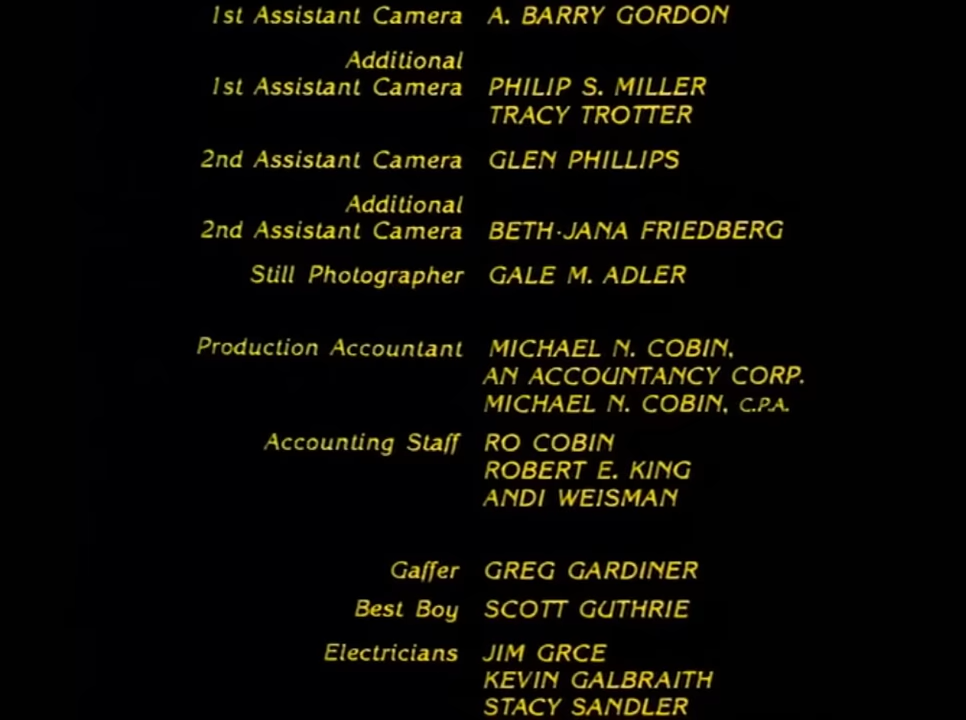 1st Assistant Camera A. BARRY GORDON
Additional
1st Assistant Camera PHILIP S. MILLER
TRACY TROTTER
2nd Assistant Camera GLEN PHILLIPS
Additional
2nd Assistant Camera BETH-JANA FRIEDBERG
Still Photographer GALE M. ADLER
Production Accountant MICHAEL N. COBIN,
AN ACCOUNTANCY CORP.
MICHAEL N. COBIN, C.P.A.
Accounting Staff RO COBIN
ROBERT E. KING
ANDI WEISMAN
Gaffer GREG GARDINER
Best Boy SCOTT GUTHRIE
Electricians JIM GRCE
KEVIN GALBRAITH
STACY SANDLER